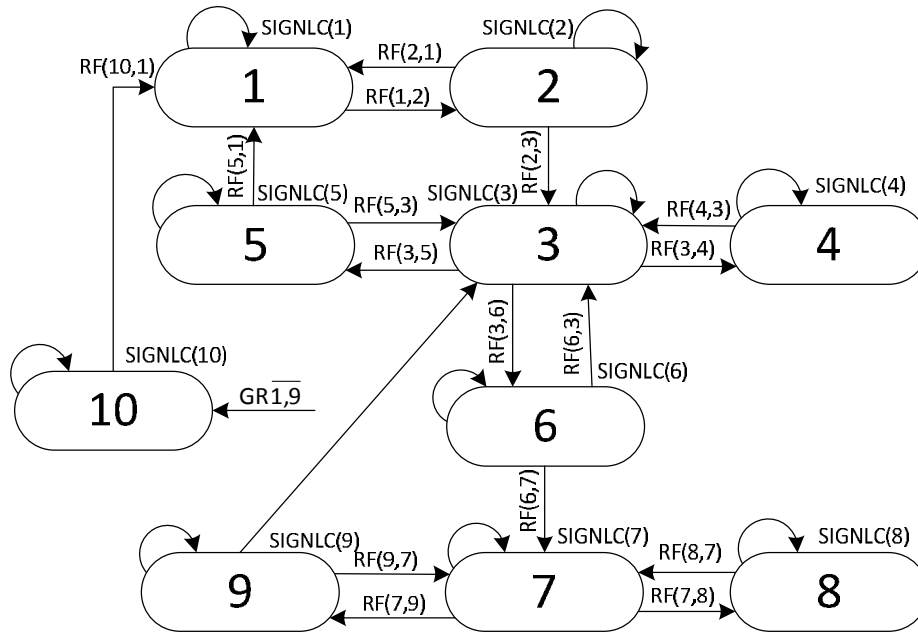 SIGNLC(1)
SIGNLC(2)
RF(10,1)
1
RF(2,1)
RF(1,2)
2
RF(5,1)
RF(2,3)
SIGNLC(5)
SIGNLC(3)
SIGNLC(4)
5
RF(5,3)
RF(3,5)
3
RF(4,3)
RF(3,4)
4
RF(3,6)
RF(6,3)
SIGNLC(10)
SIGNLC(6)
10
GR1,9
6
RF(6,7)
SIGNLC(9)
SIGNLC(7)
SIGNLC(8)
9
RF(9,7)
RF(7,9)
7
RF(8,7)
RF(7,8)
8